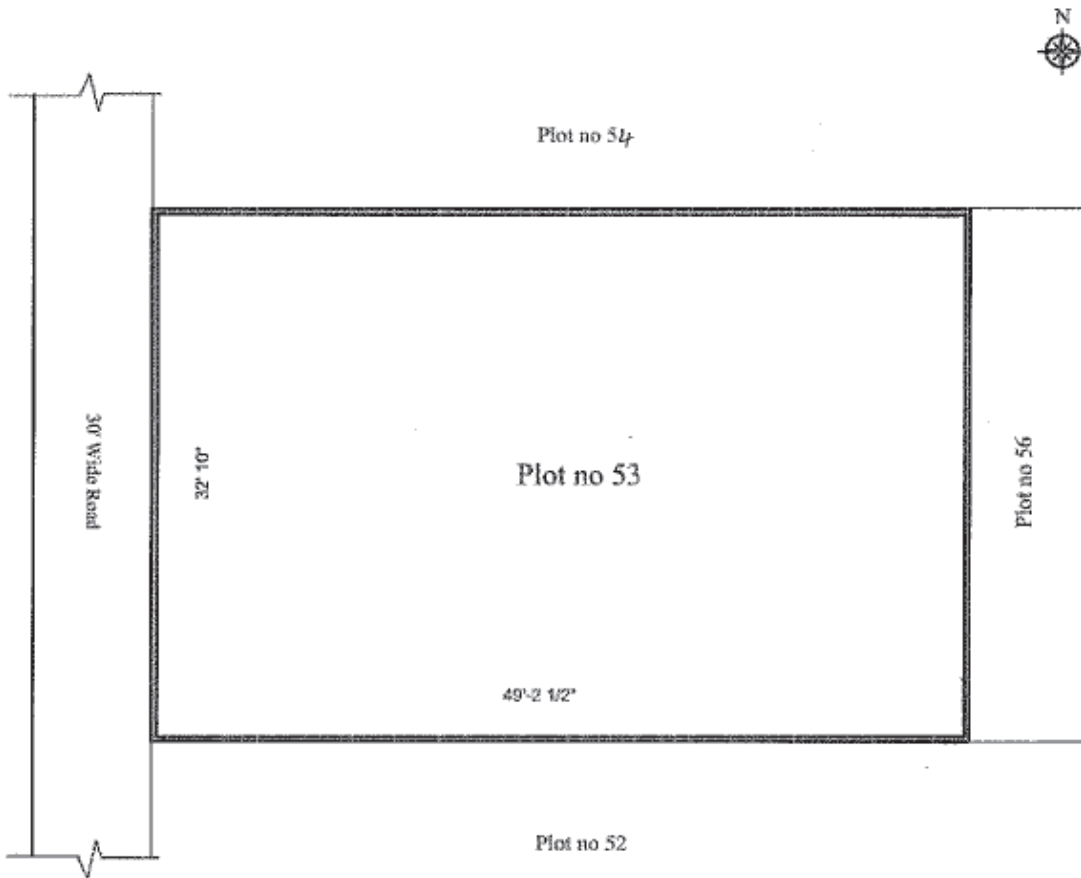 N
Plot no 54
30' Wide Road
32' 10"
Plot no 53
Plot no 56
49'-2 1/2"
Plot no 52